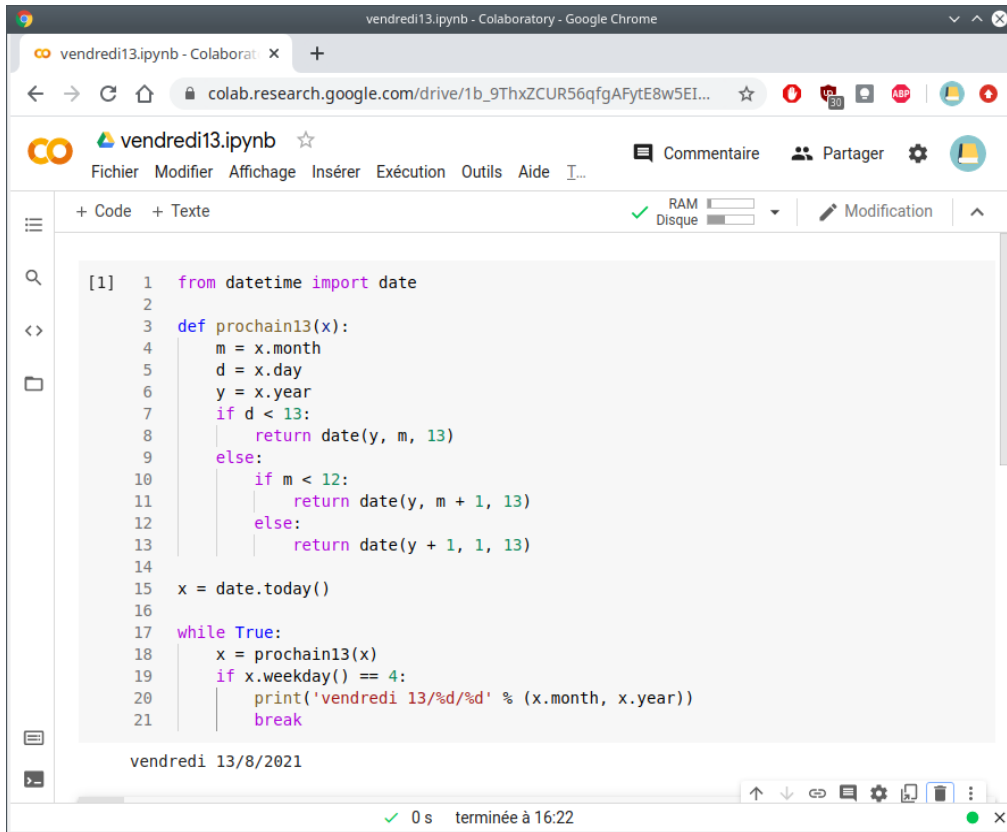 vendredi13.ipynb - Colaboratory - Google Chrome
vendredi13.ipynb - Colaborat
colab.research.google.com/drive/1b_9ThxZCUR56qfgAFytE8w5EI...
30
ABP
vendredi13.ipynb
Commentaire Partager
Fichier Modifier Affichage Insérer Exécution Outils Aide T...
+ Code + Texte
RAM
Disque
Modification
[1] 1 from datetime import date
2
3 def prochain13(x):
4     m = x.month
5     d = x.day
6     y = x.year
7     if d < 13:
8         return date(y, m, 13)
9     else:
10         if m < 12:
11             return date(y, m + 1, 13)
12         else:
13             return date(y + 1, 1, 13)
14
15 x = date.today()
16
17 while True:
18     x = prochain13(x)
19     if x.weekday() == 4:
20         print('vendredi 13/%d/%d' % (x.month, x.year))
21         break
vendredi 13/8/2021
0 s terminée à 16:22